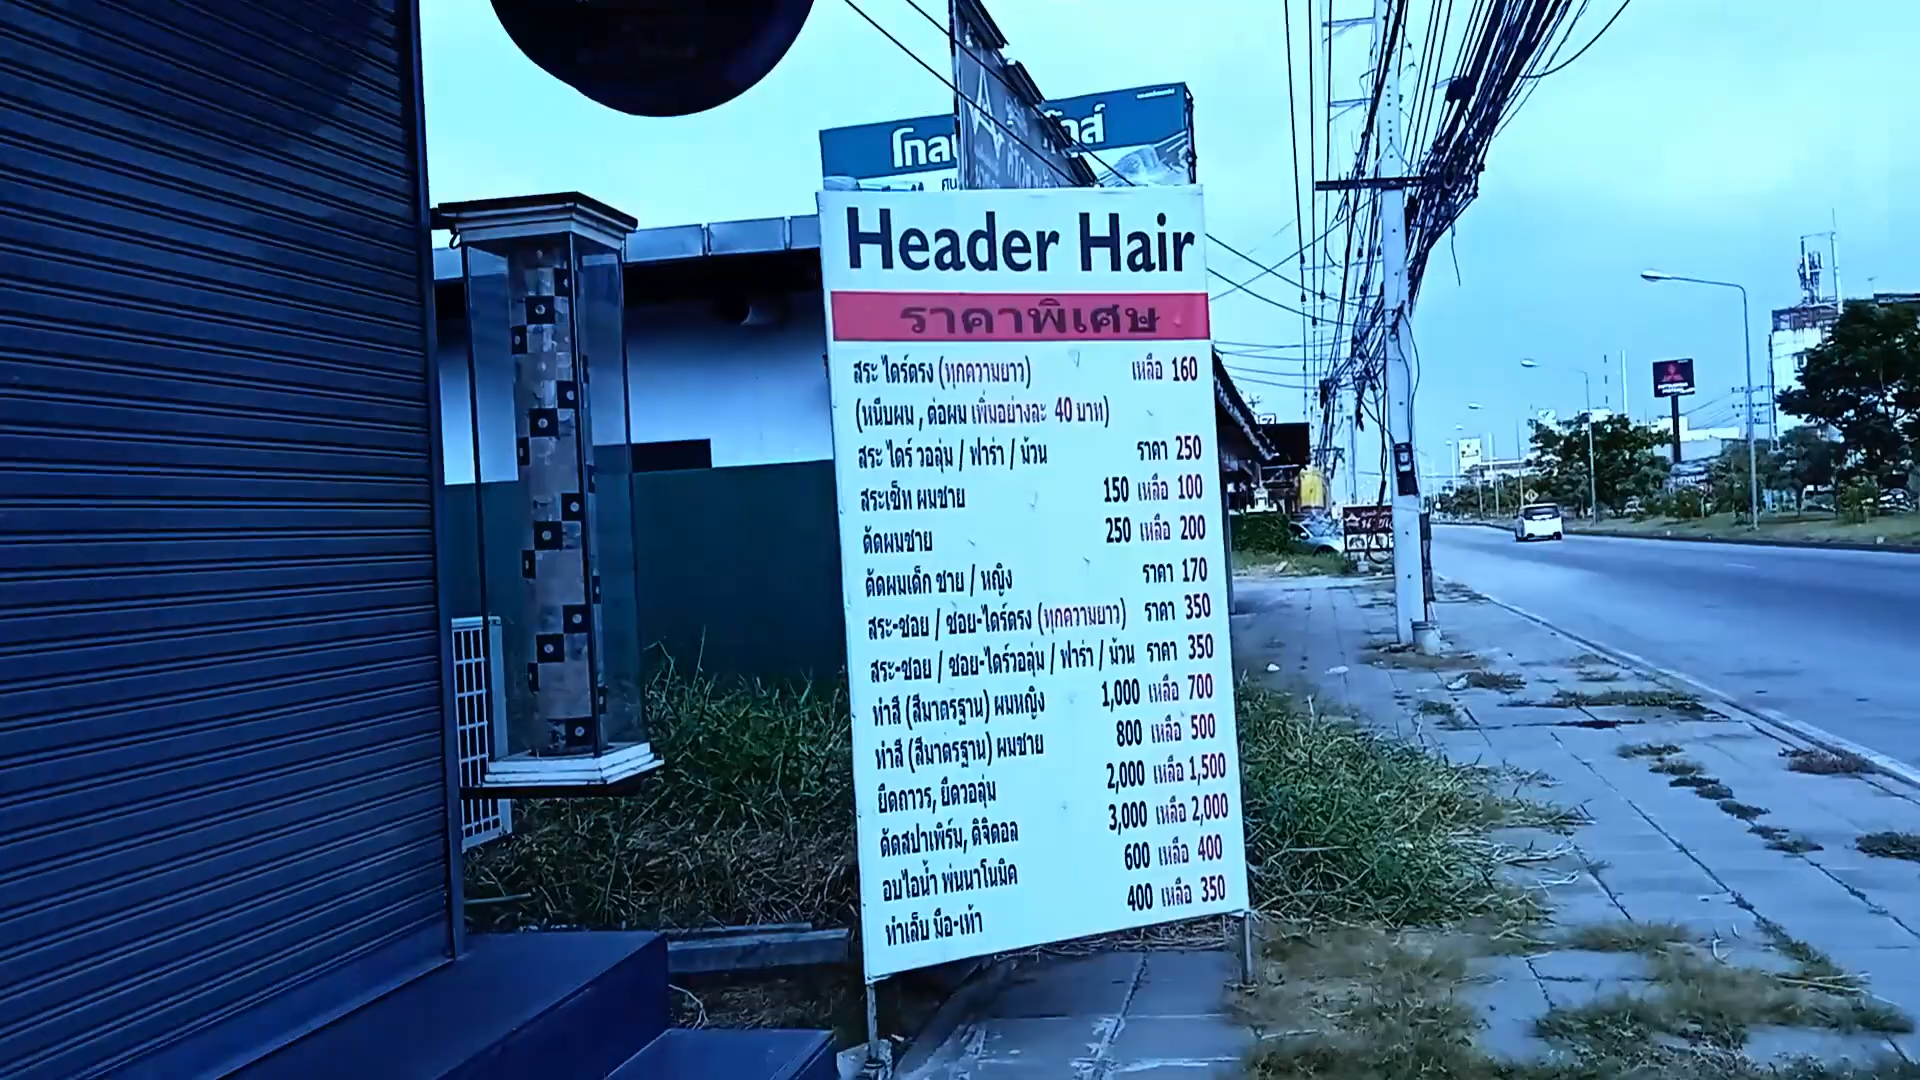 Header Hair
ราคาพิเศษ
สระ ไดร์ตรง (ทุกความยาว) เหลือ 160
(หนีบผม , ต่อผม เพิ่มอย่างละ 40 บาท)
สระ ไดร์ วอลุ่ม / ฟาร่า / ม้วน ราคา 250
สระเซ็ท ผมชาย 150 เหลือ 100
ตัดผมชาย 250 เหลือ 200
ตัดผมเด็ก ชาย / หญิง ราคา 170
สระ-ซอย / ซอย-ไดร์ตรง (ทุกความยาว) ราคา 350
สระ-ซอย / ซอย-ไดร์วอลุ่ม / ฟาร่า / ม้วน ราคา 350
ทำสี (สีมาตรฐาน) ผมหญิง 1,000 เหลือ 700
ทำสี (สีมาตรฐาน) ผมชาย 800 เหลือ 500
ยืดถาวร, ยืดวอลุ่ม 2,000 เหลือ 1,500
ดัดสปาเพิร์ม, ดิจิตอล 3,000 เหลือ 2,000
อบไอน้ำ พ่นนาโนมิค 600 เหลือ 400
ทำเล็บ มือ-เท้า 400 เหลือ 350